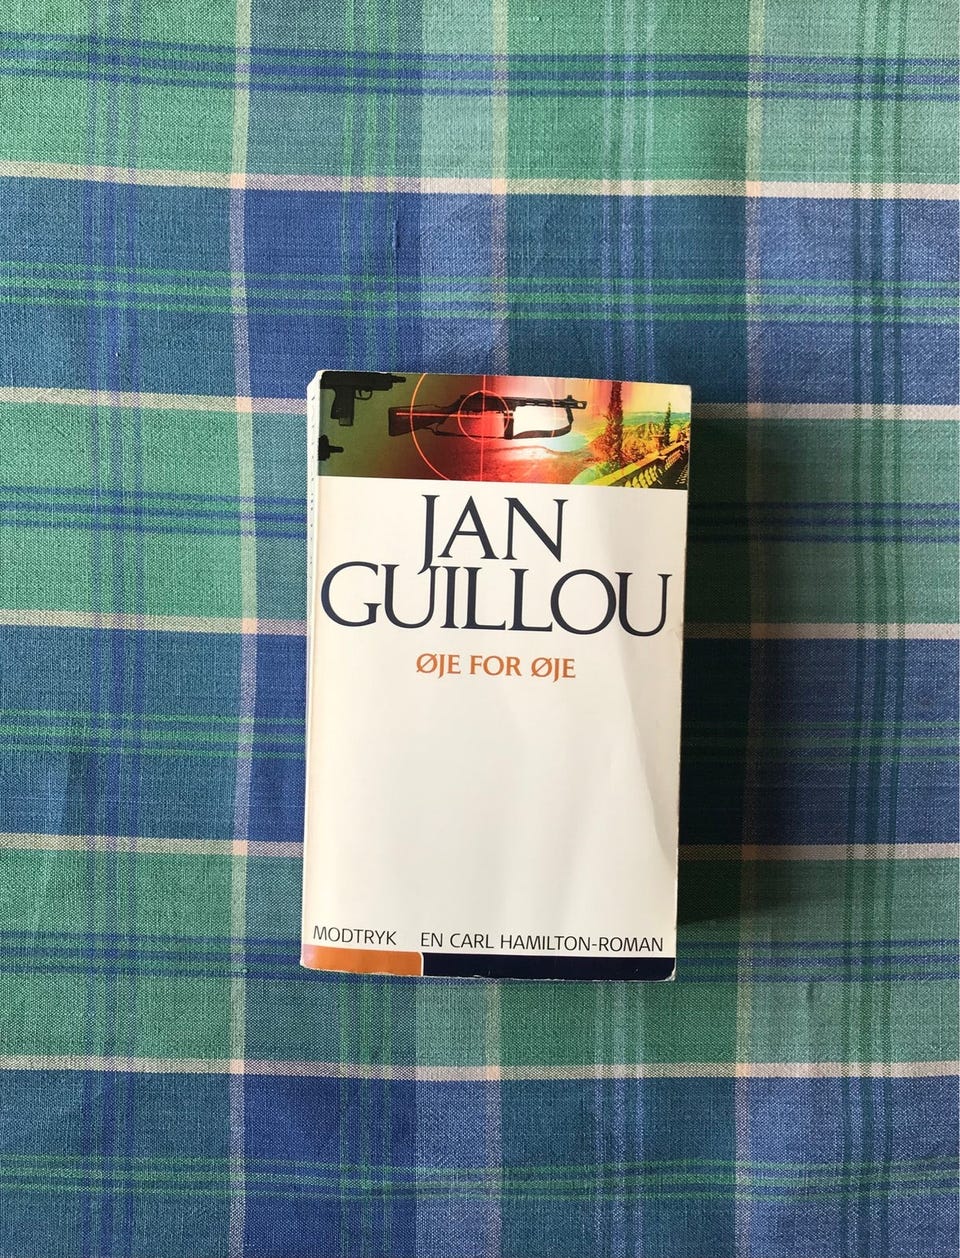 JAN
GUILLOU
ØJE FOR ØJE
MODTRYK EN CARL HAMILTON-ROMAN